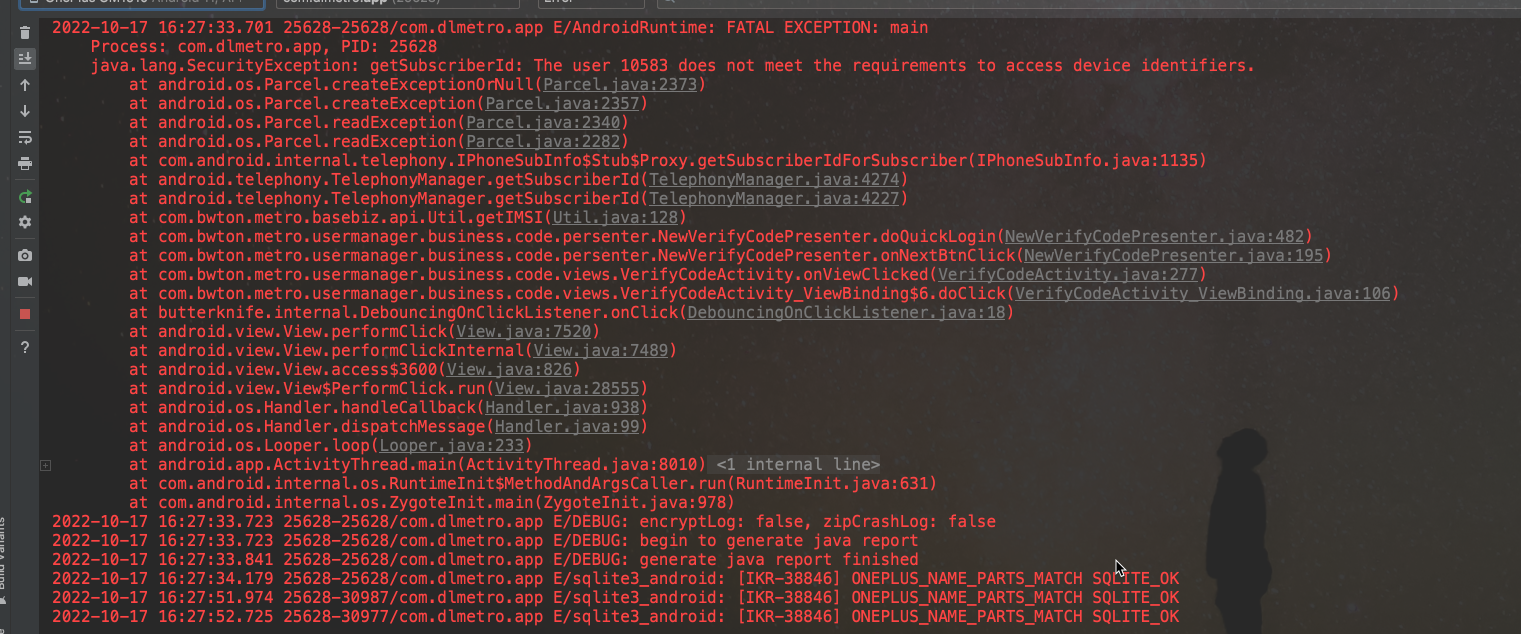 2022-10-17 16:27:33.701 25628-25628/com.dlmetro.app E/AndroidRuntime: FATAL EXCEPTION: main
Process: com.dlmetro.app, PID: 25628
java.lang.SecurityException: getSubscriberId: The user 10583 does not meet the requirements to access device identifiers.
at android.os.Parcel.createExceptionOrNull(Parcel.java:2373)
at android.os.Parcel.createException(Parcel.java:2357)
at android.os.Parcel.readException(Parcel.java:2340)
at android.os.Parcel.readException(Parcel.java:2282)
at com.android.internal.telephony.IPhoneSubInfo$Stub$Proxy.getSubscriberIdForSubscriber(IPhoneSubInfo.java:1135)
at android.telephony.TelephonyManager.getSubscriberId(TelephonyManager.java:4274)
at android.telephony.TelephonyManager.getSubscriberId(TelephonyManager.java:4227)
at com.bwton.metro.basebiz.api.Util.getIMSI(Util.java:128)
at com.bwton.metro.usermanager.business.code.persenter.NewVerifyCodePresenter.doQuickLogin(NewVerifyCodePresenter.java:482)
at com.bwton.metro.usermanager.business.code.persenter.NewVerifyCodePresenter.onNextBtnClick(NewVerifyCodePresenter.java:195)
at com.bwton.metro.usermanager.business.code.views.VerifyCodeActivity.onViewClicked(VerifyCodeActivity.java:277)
at com.bwton.metro.usermanager.business.code.views.VerifyCodeActivity_ViewBinding$6.doClick(VerifyCodeActivity_ViewBinding.java:106)
at butterknife.internal.DebouncingOnClickListener.onClick(DebouncingOnClickListener.java:18)
at android.view.View.performClick(View.java:7520)
at android.view.View.performClickInternal(View.java:7489)
at android.view.View.access$3600(View.java:826)
at android.view.View$PerformClick.run(View.java:28555)
at android.os.Handler.handleCallback(Handler.java:938)
at android.os.Handler.dispatchMessage(Handler.java:99)
at android.os.Looper.loop(Looper.java:233)
at android.app.ActivityThread.main(ActivityThread.java:8010) <1 internal line>
at com.android.internal.os.RuntimeInit$MethodAndArgsCaller.run(RuntimeInit.java:631)
at com.android.internal.os.ZygoteInit.main(ZygoteInit.java:978)
2022-10-17 16:27:33.723 25628-25628/com.dlmetro.app E/DEBUG: encryptLog: false, zipCrashLog: false
2022-10-17 16:27:33.723 25628-25628/com.dlmetro.app E/DEBUG: begin to generate java report
2022-10-17 16:27:33.841 25628-25628/com.dlmetro.app E/DEBUG: generate java report finished
2022-10-17 16:27:34.179 25628-25628/com.dlmetro.app E/sqlite3_android: [IKR-38846] ONEPLUS_NAME_PARTS_MATCH SQLITE_OK
2022-10-17 16:27:51.974 25628-30987/com.dlmetro.app E/sqlite3_android: [IKR-38846] ONEPLUS_NAME_PARTS_MATCH SQLITE_OK
2022-10-17 16:27:52.725 25628-30977/com.dlmetro.app E/sqlite3_android: [IKR-38846] ONEPLUS_NAME_PARTS_MATCH SQLITE_OK